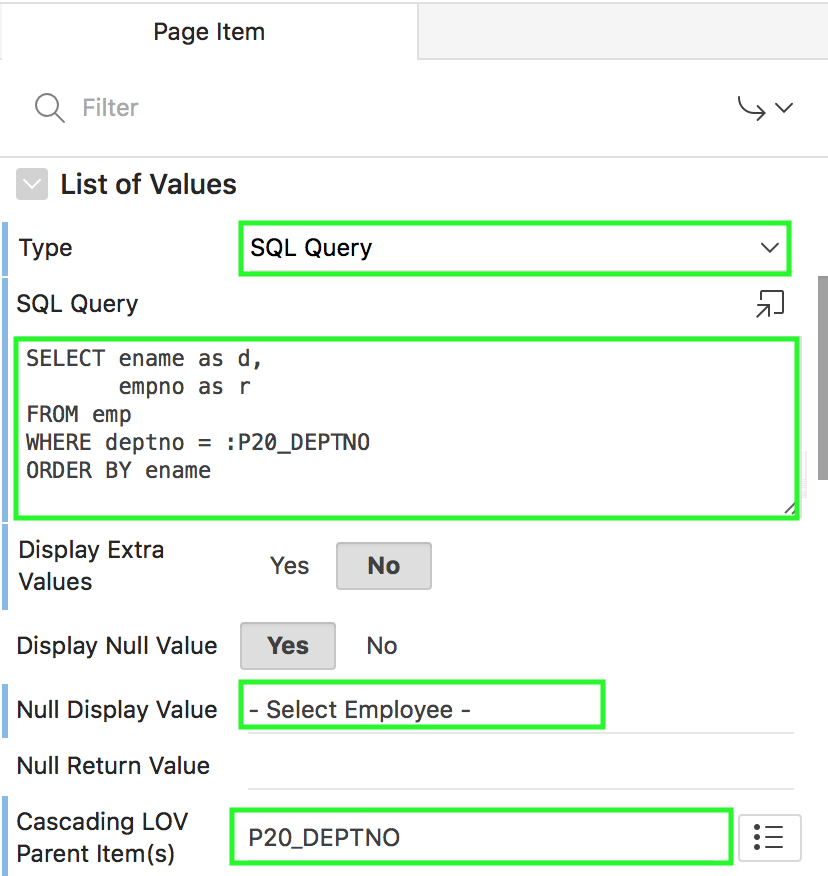 Page Item
Filter
List of Values
Type
SQL Query
SQL Query
SELECT ename as d,
       empno as r
FROM emp
WHERE deptno = :P20_DEPTNO
ORDER BY ename
Display Extra
Values
Yes No
Display Null Value Yes No
Null Display Value - Select Employee -
Null Return Value
Cascading LOV
Parent Item(s)
P20_DEPTNO